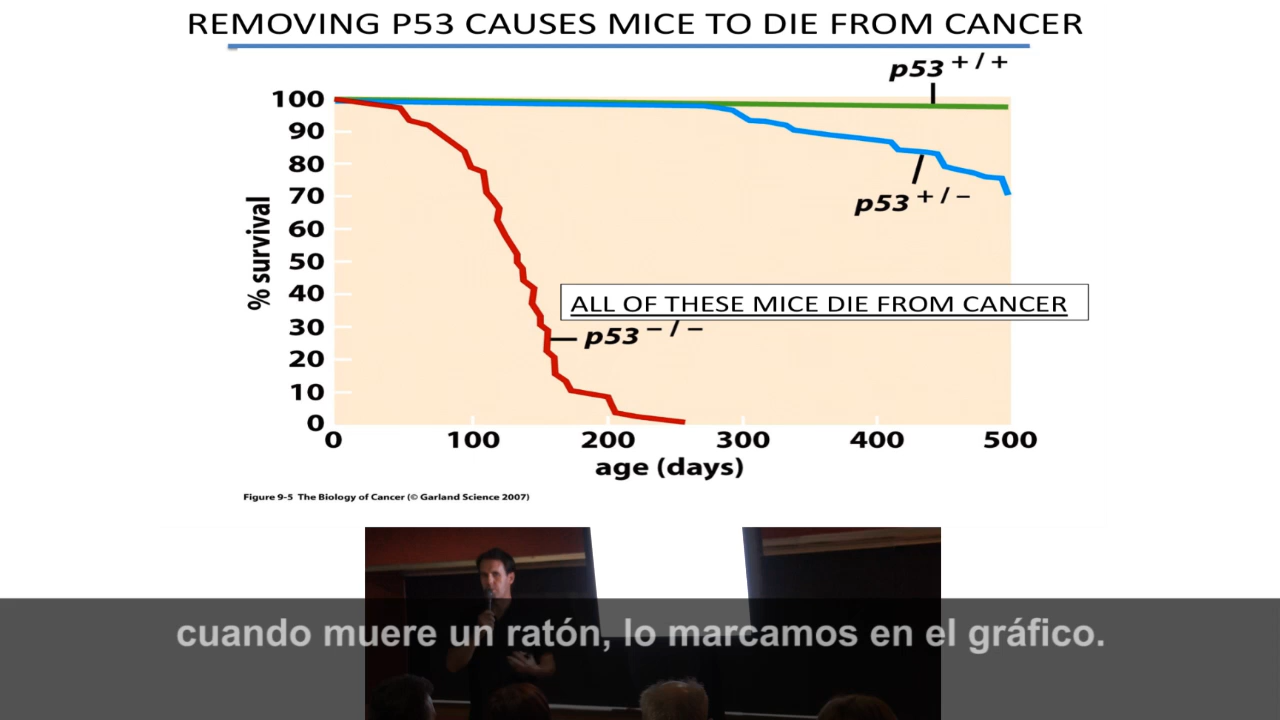 REMOVING P53 CAUSES MICE TO DIE FROM CANCER
p53 + / +
100
90
80
70
60
50
40
30
20
10
0
% survival
p53 + / –
ALL OF THESE MICE DIE FROM CANCER
p53 – / –
0 100 200 300 400 500
age (days)
Figure 9-5 The Biology of Cancer (© Garland Science 2007)
cuando muere un ratón, lo marcamos en el gráfico.